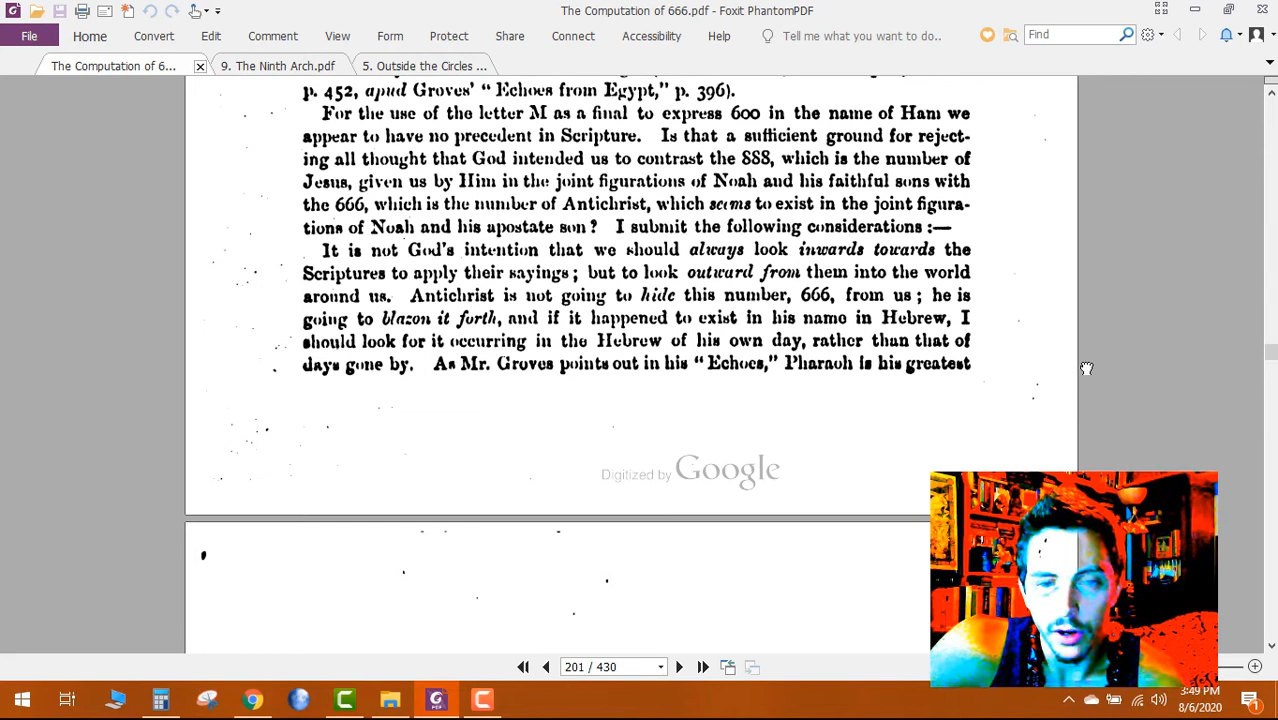 The Computation of 666.pdf - Foxit PhantomPDF
File Home Convert Edit Comment View Form Protect Share Connect Accessibility Help Tell me what you want to do.. Find
The Computation of 6... 9. The Ninth Arch.pdf 5. Outside the Circles ...
p. 452, apud Groves' “ Echoes from Egypt,” p. 396).
For the use of the letter M as a final to express 600 in the name of Ham we
appear to have no precedent in Scripture. Is that a sufficient ground for reject-
ing all thought that God intended us to contrast the 888, which is the number of
Jesus, given us by Him in the joint figurations of Noah and his faithful sons with
the 666, which is the number of Antichrist, which seems to exist in the joint figura-
tions of Noah and his apostate son? I submit the following considerations :—
It is not God's intention that we should always look inwards towards the
Scriptures to apply their sayings ; but to look outward from them into the world
around us. Antichrist is not going to hide this number, 666, from us ; he is
going to blazon it forth, and if it happened to exist in his name in Hebrew, I
should look for it occurring in the Hebrew of his own day, rather than that of
days gone by. As Mr. Groves points out in his “ Echoes,” Pharaoh is his greatest
Digitized by Google
201 / 430
3:49 PM
8/6/2020